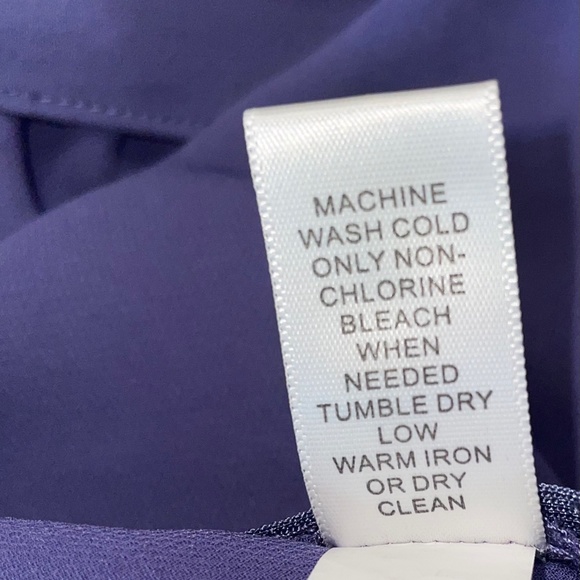 MACHINE
WASH COLD
ONLY NON-
CHLORINE
BLEACH
WHEN
NEEDED
TUMBLE DRY
LOW
WARM IRON
OR DRY
CLEAN